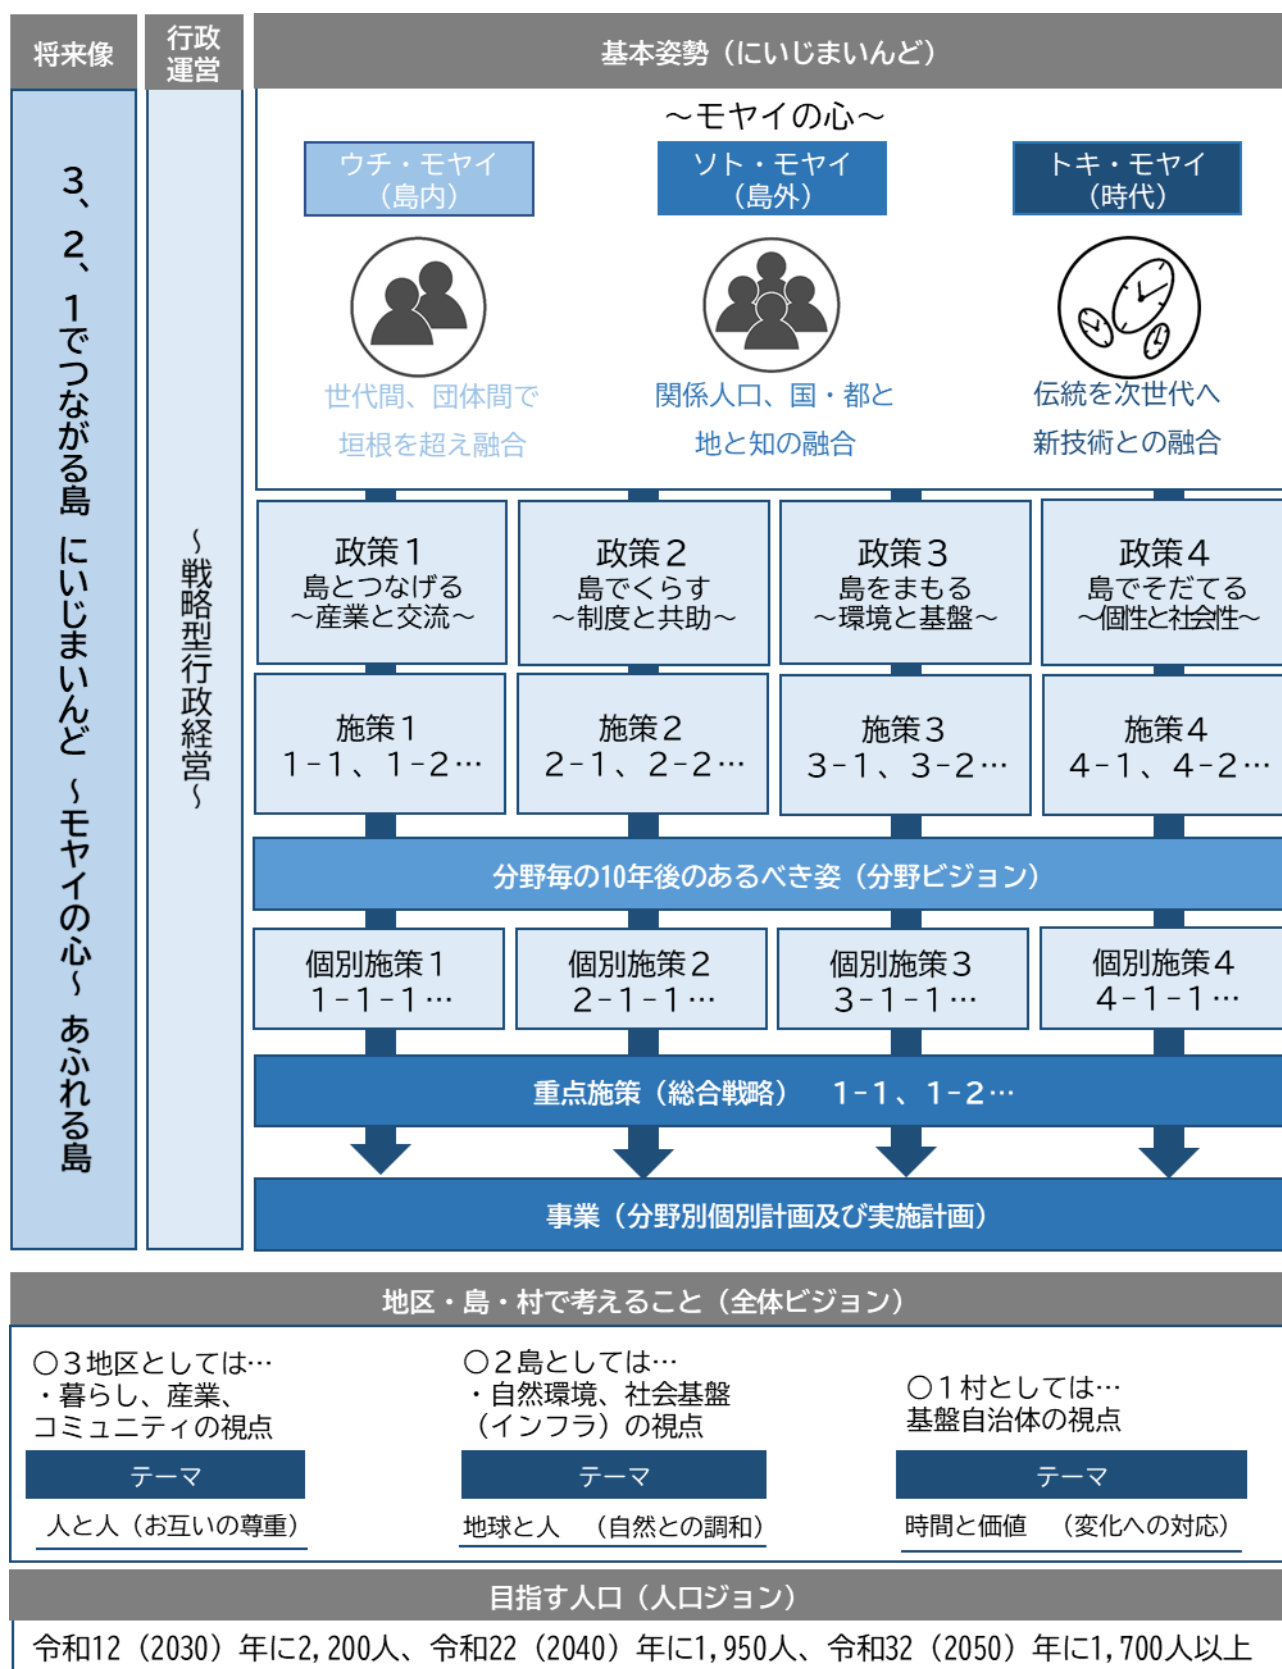 将来像
行政
運営
基本姿勢（にいじまいんど）
3、2、1でつながる島 にいじまいんど ～モヤイの心～ あふれる島
～戦略型行政経営～
～モヤイの心～
ウチ・モヤイ
（島内）
ソト・モヤイ
（島外）
トキ・モヤイ
（時代）
世代間、団体間で
垣根を超え融合
関係人口、国・都と
地と知の融合
伝統を次世代へ
新技術との融合
政策１
島とつなげる
～産業と交流～
政策２
島でくらす
～制度と共助～
政策３
島をまもる
～環境と基盤～
政策４
島でそだてる
～個性と社会性～
施策１
１-１、１-２…
施策２
２-１、２-２…
施策３
３-１、３-２…
施策４
４-１、４-２…
分野毎の10年後のあるべき姿（分野ビジョン）
個別施策１
１-１-１…
個別施策２
２-１-１…
個別施策３
３-１-１…
個別施策４
４-１-１…
重点施策（総合戦略）　１-１、１-２…
事業（分野別個別計画及び実施計画）
地区・島・村で考えること（全体ビジョン）
○３地区としては…
・暮らし、産業、
コミュニティの視点
テーマ
人と人（お互いの尊重）
○２島としては…
・自然環境、社会基盤
（インフラ）の視点
テーマ
地球と人　（自然との調和）
○１村としては…
基盤自治体の視点
テーマ
時間と価値　（変化への対応）
目指す人口（人口ジョン）
令和12（2030）年に2,200人、令和22（2040）年に1,950人、令和32（2050）年に1,700人以上